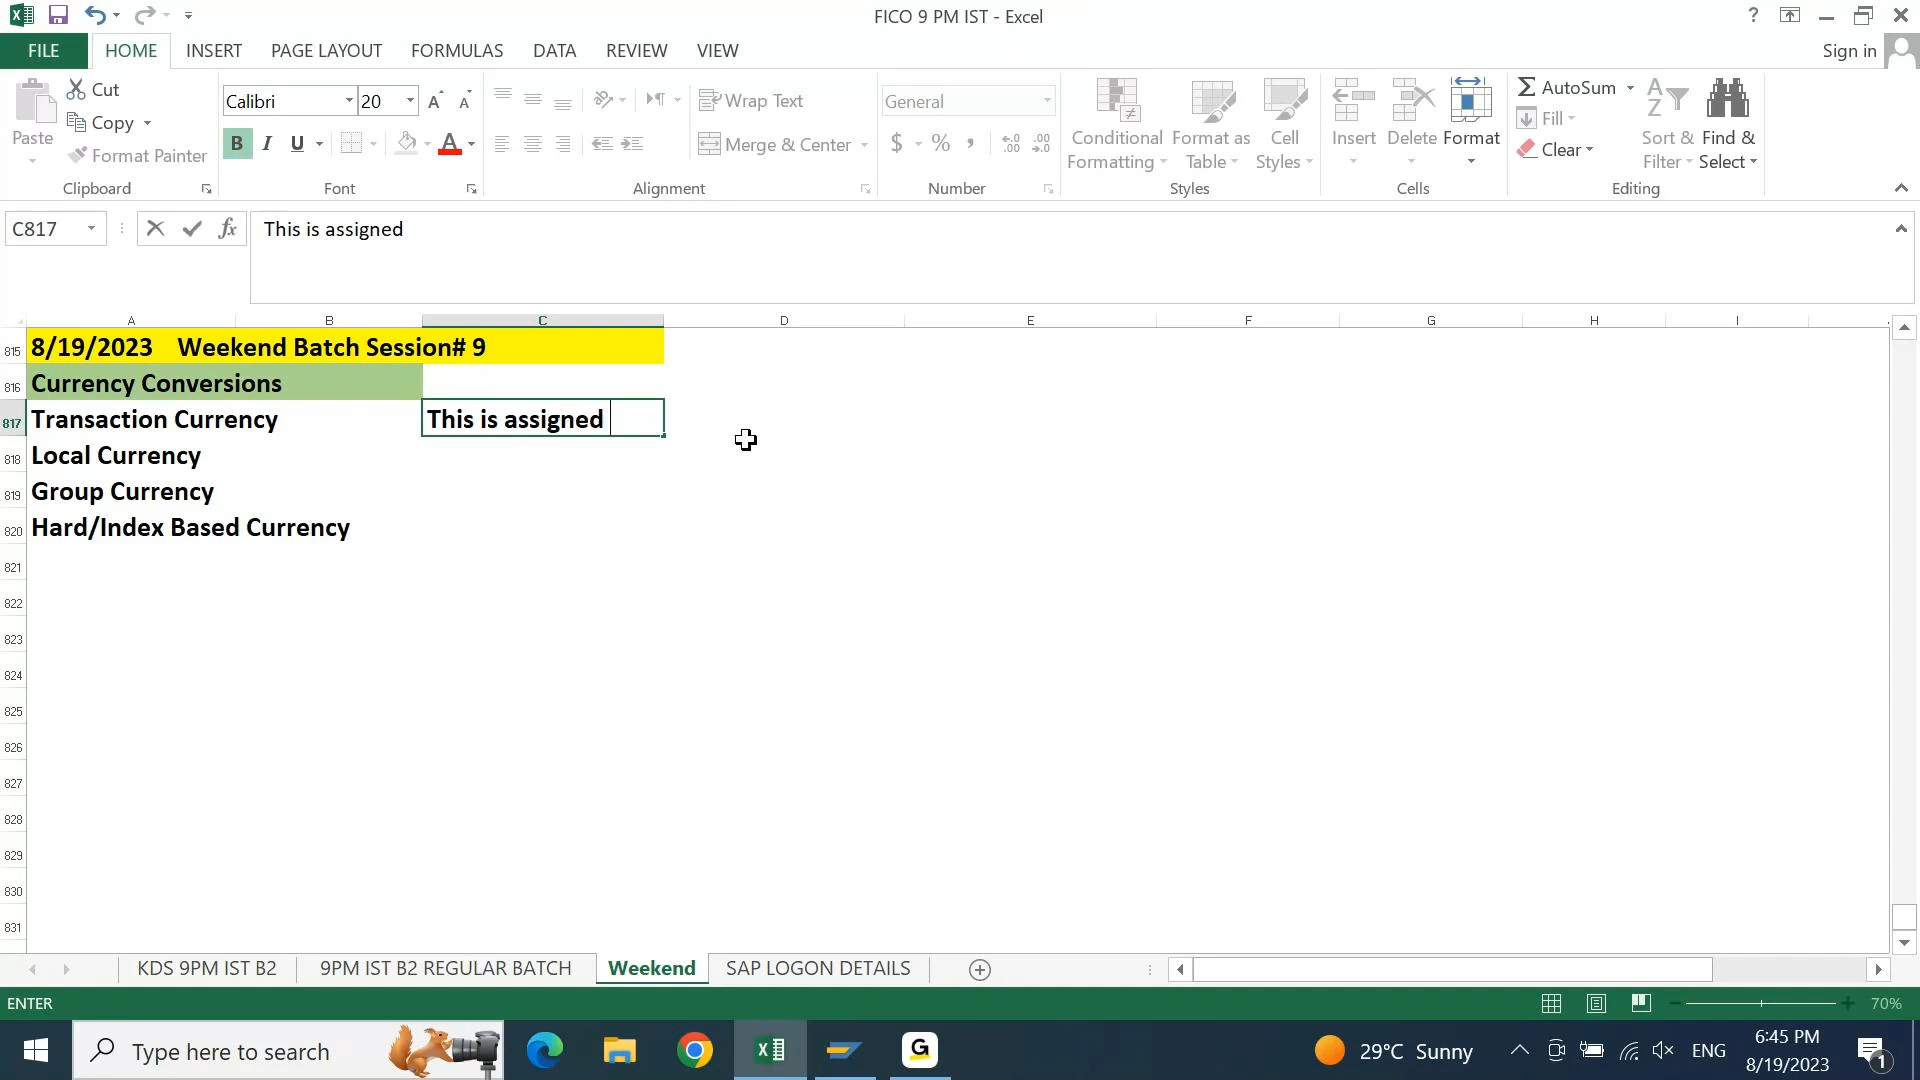 FICO 9 PM IST - Excel
FILE HOME INSERT PAGE LAYOUT FORMULAS DATA REVIEW VIEW Sign in
Paste
Cut
Copy
Format Painter
Clipboard
Calibri 20
B I U
Font
Wrap Text
Merge & Center
Alignment
General
$ % ,
Number
Conditional Formatting
Format as Table
Cell Styles
Styles
Insert Delete Format
Cells
AutoSum
Fill
Clear
Sort & Filter
Find & Select
Editing
C817 This is assigned
A B C D E F G H I
815 8/19/2023 Weekend Batch Session# 9
816 Currency Conversions
817 Transaction Currency This is assigned
818 Local Currency
819 Group Currency
820 Hard/Index Based Currency
821
822
823
824
825
826
827
828
829
830
831
KDS 9PM IST B2 9PM IST B2 REGULAR BATCH Weekend SAP LOGON DETAILS
ENTER 70%
Type here to search 29°C Sunny ENG 6:45 PM
8/19/2023 1